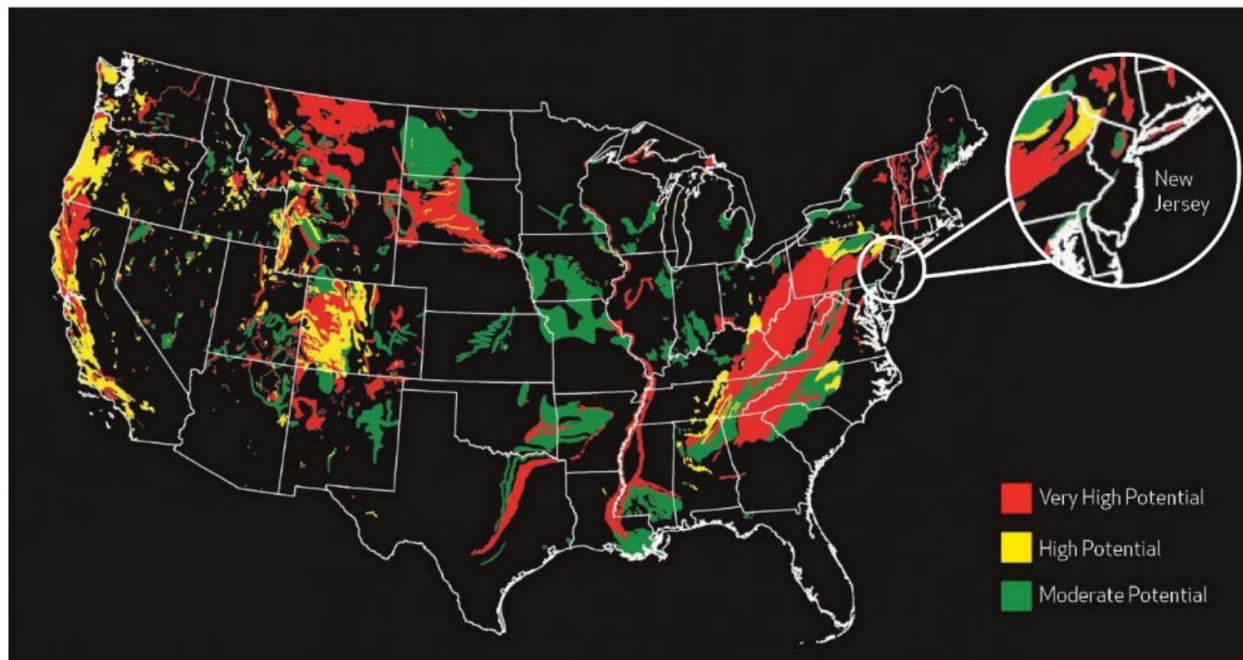 New
Jersey
Very High Potential
High Potential
Moderate Potential